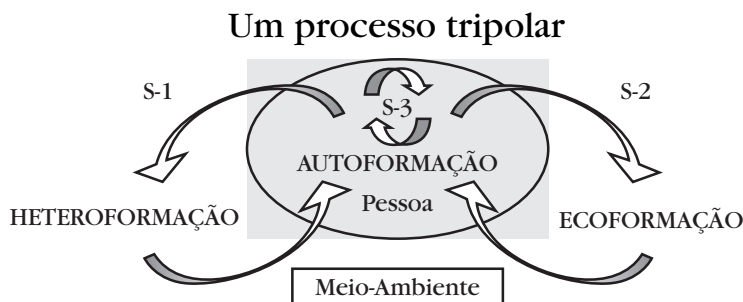 Um processo tripolar
S-1
S-3
S-2
AUTOFORMAÇÃO
Pessoa
HETEROFORMAÇÃO
ECOFORMAÇÃO
Meio-Ambiente